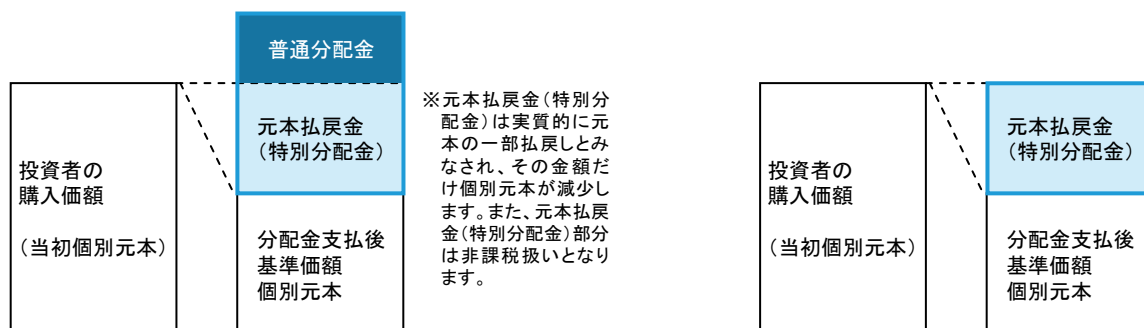 普通分配金
投資者の
購入価額
（当初個別元本）
元本払戻金
（特別分配金）
分配金支払後
基準価額
個別元本
※元本払戻金（特別分
配金）は実質的に元
本の一部払戻しとみ
なされ、その金額だ
け個別元本が減少し
ます。また、元本払戻
金（特別分配金）部分
は非課税扱いとなり
ます。
投資者の
購入価額
（当初個別元本）
元本払戻金
（特別分配金）
分配金支払後
基準価額
個別元本